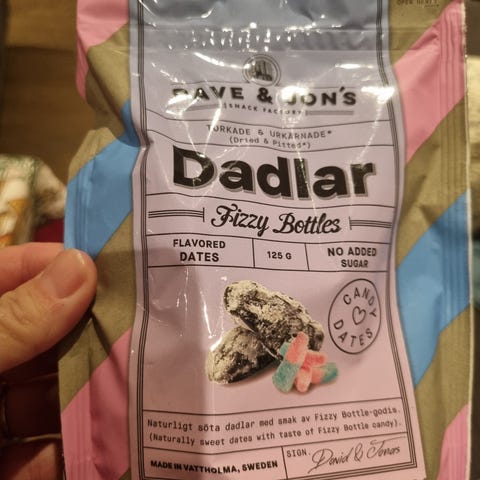 OPEN HERE
DAVE & JON'S
SNACK FACTORY
TORKADE & URKÄRNADE*
(Dried & Pitted*)
Dadlar
Fizzy Bottles
FLAVORED DATES
125 G
NO ADDED SUGAR
CANDY DATES
Naturligt söta dadlar med smak av Fizzy Bottle-godis.
(Naturally sweet dates with taste of Fizzy Bottle candy).
MADE IN VATTHOLMA, SWEDEN
SIGN. David & Jonas